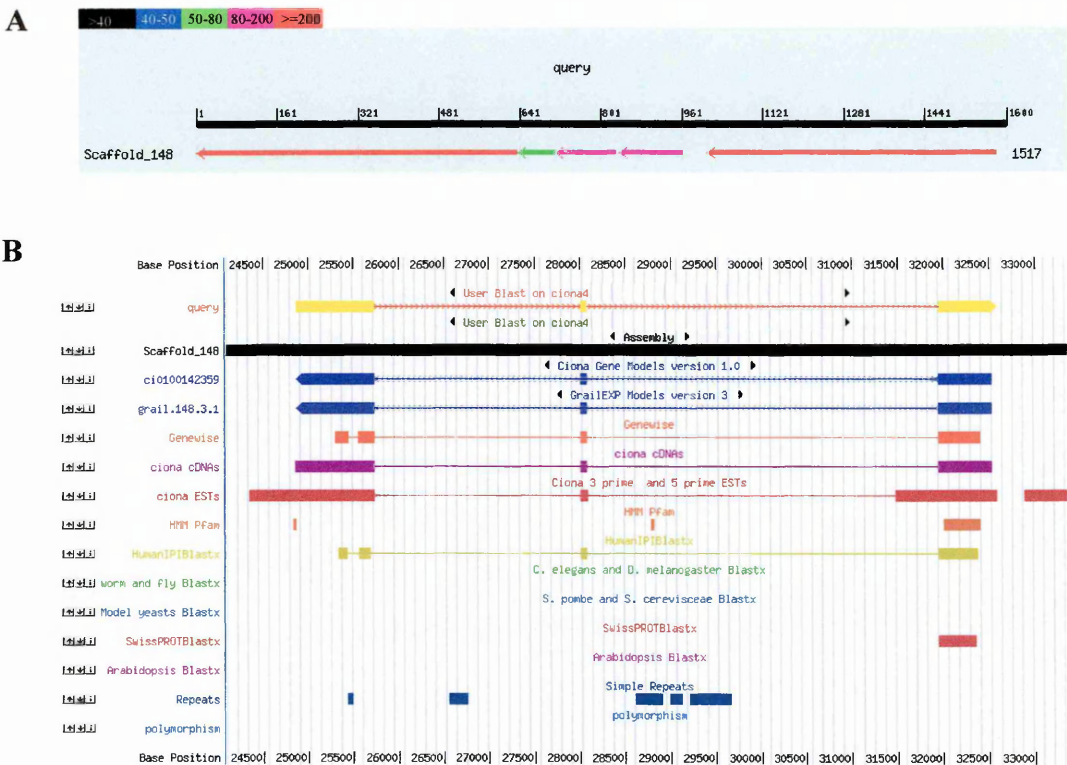 A
>40 40-50 50-80 80-200 >=200
query
1 161 321 481 641 801 961 1121 1281 1441 1600
Scaffold_148 1517
B
Base Position 24500 25000 25500 26000 26500 27000 27500 28000 28500 29000 29500 30000 30500 31000 31500 32000 32500 33000
User Blast on ciona4
query
User Blast on ciona4
Assembly
Scaffold_148
Ciona Gene Models version 1.0
ci0100142359
GrailEXP Models version 3
grail.148.3.1
Genewise
Genewise
ciona cDNAs
ciona cDNAs
Ciona 3 prime and 5 prime ESTs
ciona ESTs
HMM Pfam
HMM Pfam
HumanIPIBlastx
HumanIPIBlastx
C. elegans and D. melanogaster Blastx
worm and fly Blastx
S. pombe and S. cerevisceae Blastx
Model yeasts Blastx
SwissPROTBlastx
SwissPROTBlastx
Arabidopsis Blastx
Arabidopsis Blastx
Simple Repeats
Repeats
polymorphism
polymorphism
Base Position 24500 25000 25500 26000 26500 27000 27500 28000 28500 29000 29500 30000 30500 31000 31500 32000 32500 33000